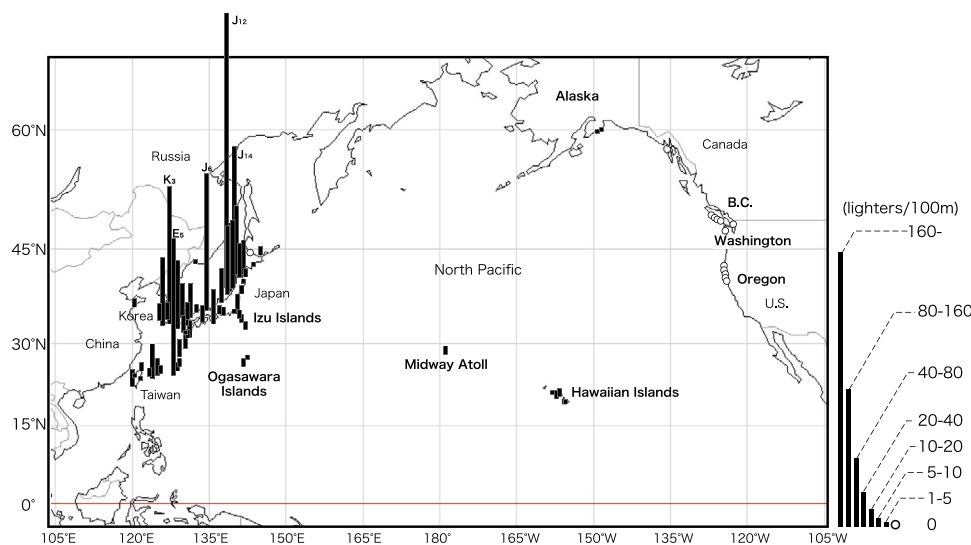 J12
Alaska
60°N
Canada
Russia
J6
J14
K3
B.C.
(lighters/100m)
E5
160-
Washington
45°N
North Pacific
Oregon
Japan
U.S.
80-160
Korea
Izu Islands
China
30°N
Midway Atoll
40-80
Ogasawara
Islands
Hawaiian Islands
Taiwan
20-40
15°N
10-20
5-10
1-5
0°
0
105°E
120°E
135°E
150°E
165°E
180°E
165°W
150°W
135°W
120°W
105°W